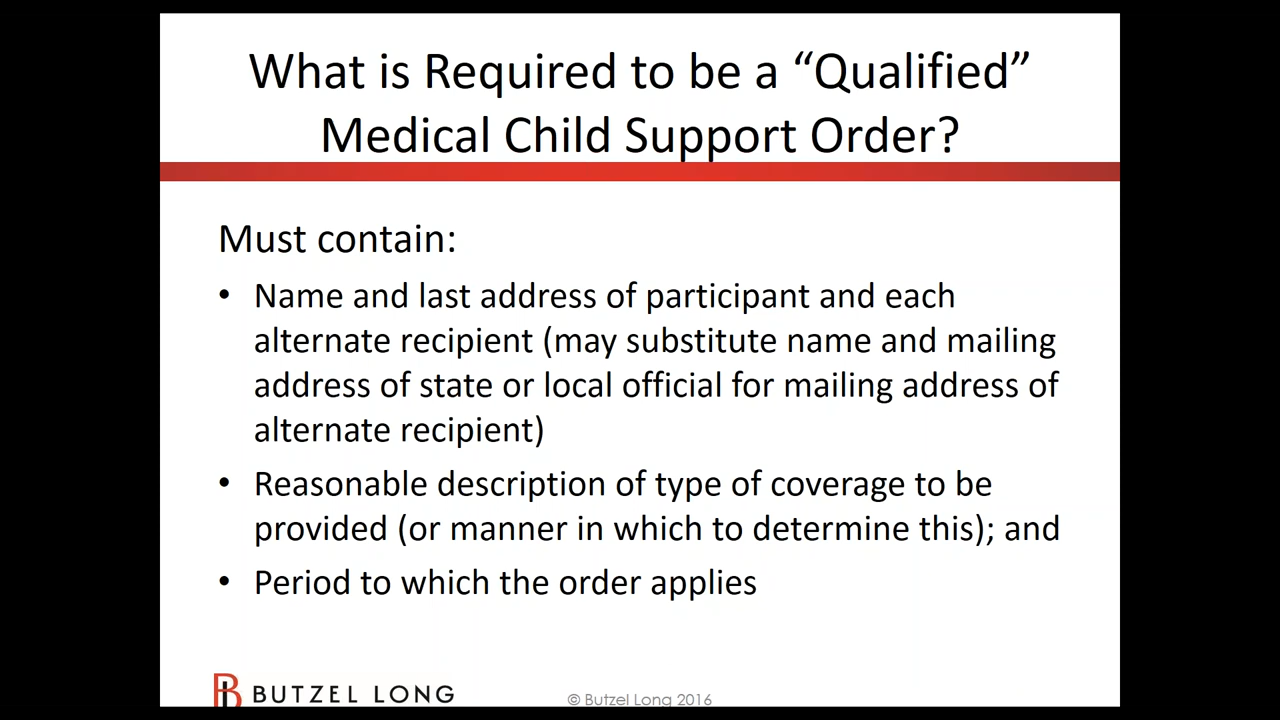 What is Required to be a “Qualified”
Medical Child Support Order?
Must contain:
• Name and last address of participant and each
alternate recipient (may substitute name and mailing
address of state or local official for mailing address of
alternate recipient)
• Reasonable description of type of coverage to be
provided (or manner in which to determine this); and
• Period to which the order applies
BUTZEL LONG
© Butzel Long 2016